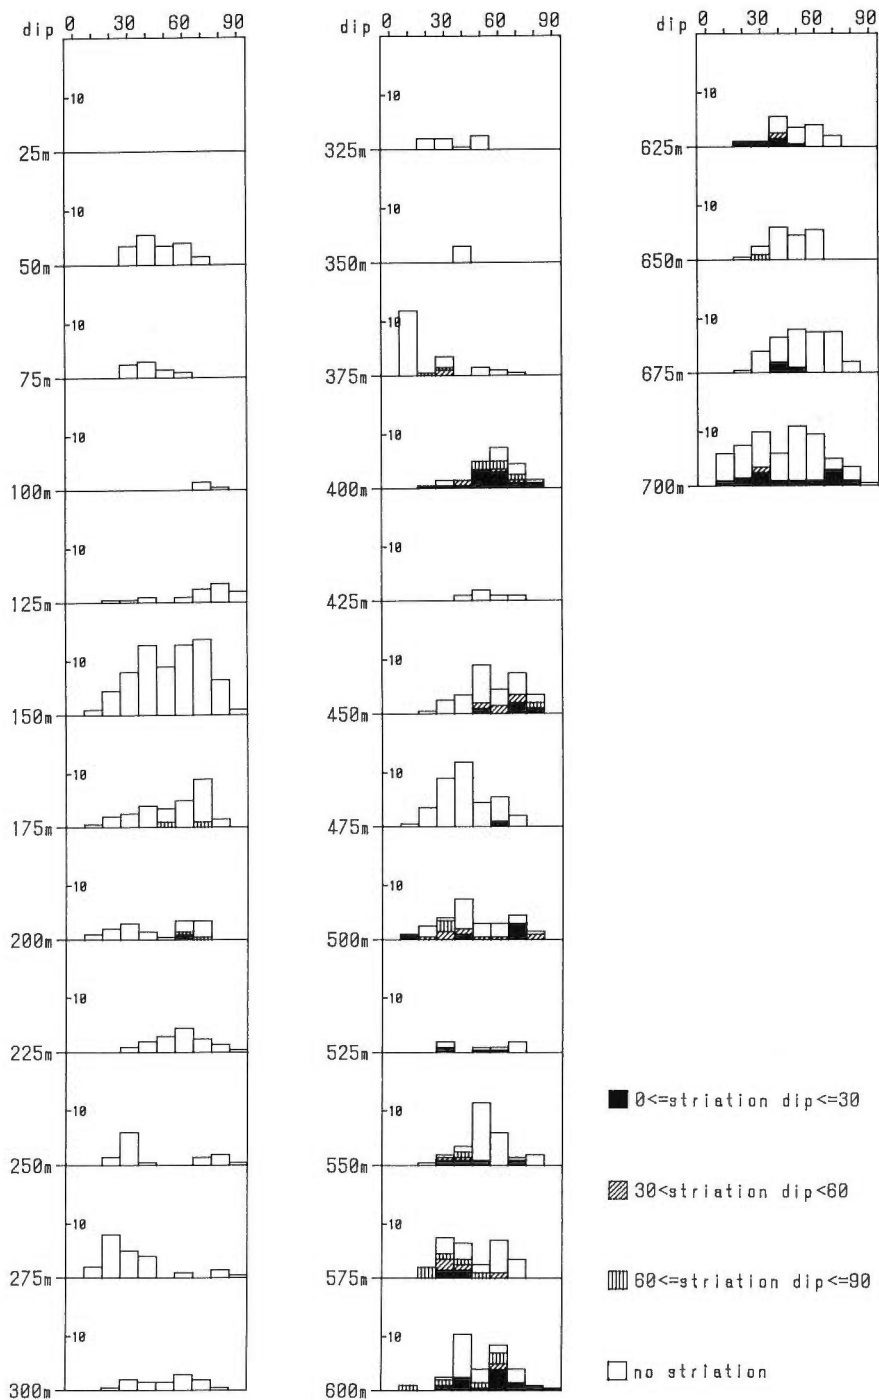 dip 0 30 60 90
10
25m
10
50m
10
75m
10
100m
10
125m
10
150m
10
175m
10
200m
10
225m
10
250m
10
275m
10
300m
dip 0 30 60 90
10
325m
10
350m
10
375m
10
400m
10
425m
10
450m
10
475m
10
500m
10
525m
10
550m
10
575m
10
600m
0 30 60 90
dip
10
625m
10
650m
10
675m
10
700m
0<=striation dip<=30
30<striation dip<60
60<=striation dip<=90
no striation